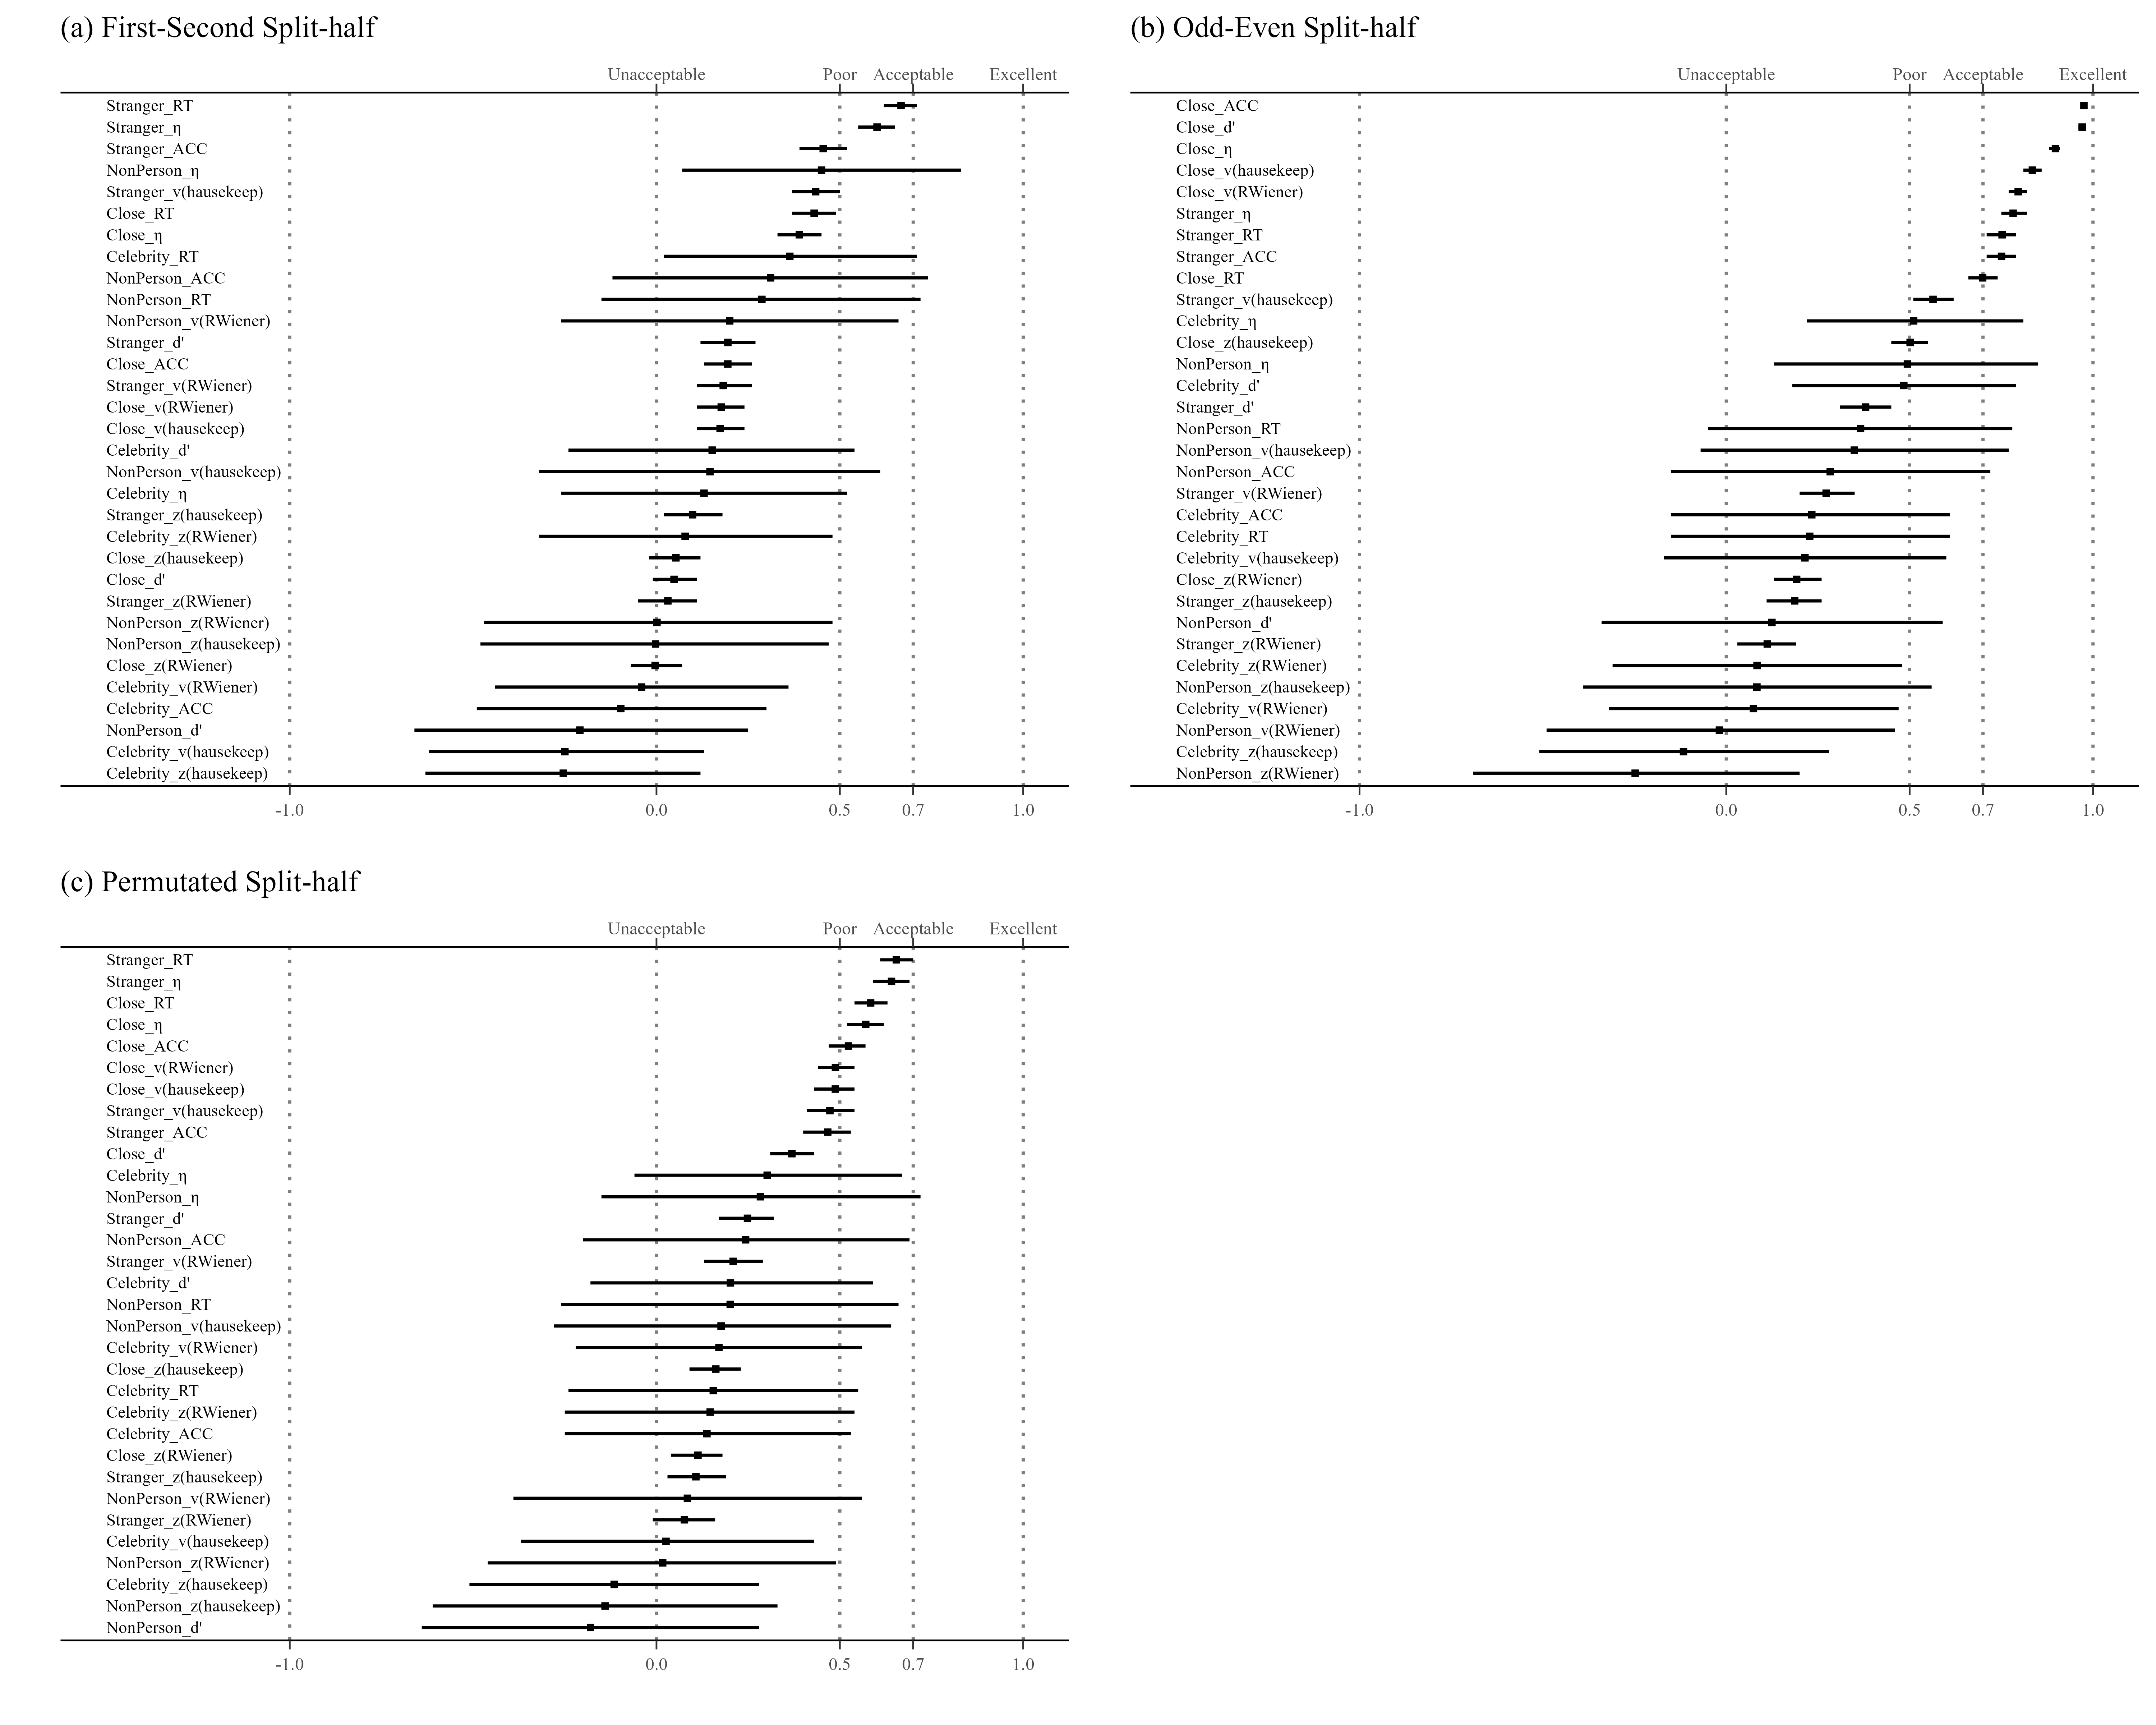 (a) First-Second Split-half
Unacceptable Poor Acceptable Excellent
Stranger_RT
Stranger_η
Stranger_ACC
NonPerson_η
Stranger_v(hausekeep)
Close_RT
Close_η
Celebrity_RT
NonPerson_ACC
NonPerson_RT
NonPerson_v(RWiener)
Stranger_d'
Close_ACC
Stranger_v(RWiener)
Close_v(RWiener)
Close_v(hausekeep)
Celebrity_d'
NonPerson_v(hausekeep)
Celebrity_η
Stranger_z(hausekeep)
Celebrity_z(RWiener)
Close_z(hausekeep)
Close_d'
Stranger_z(RWiener)
NonPerson_z(RWiener)
NonPerson_z(hausekeep)
Close_z(RWiener)
Celebrity_v(RWiener)
Celebrity_ACC
NonPerson_d'
Celebrity_v(hausekeep)
Celebrity_z(hausekeep)
-1.0 0.0 0.5 0.7 1.0
(b) Odd-Even Split-half
Unacceptable Poor Acceptable Excellent
Close_ACC
Close_d'
Close_η
Close_v(hausekeep)
Close_v(RWiener)
Stranger_η
Stranger_RT
Stranger_ACC
Close_RT
Stranger_v(hausekeep)
Celebrity_η
Close_z(hausekeep)
NonPerson_η
Celebrity_d'
Stranger_d'
NonPerson_RT
NonPerson_v(hausekeep)
NonPerson_ACC
Stranger_v(RWiener)
Celebrity_ACC
Celebrity_RT
Celebrity_v(hausekeep)
Close_z(RWiener)
Stranger_z(hausekeep)
NonPerson_d'
Stranger_z(RWiener)
Celebrity_z(RWiener)
NonPerson_z(hausekeep)
Celebrity_v(RWiener)
NonPerson_v(RWiener)
Celebrity_z(hausekeep)
NonPerson_z(RWiener)
-1.0 0.0 0.5 0.7 1.0
(c) Permutated Split-half
Unacceptable Poor Acceptable Excellent
Stranger_RT
Stranger_η
Close_RT
Close_η
Close_ACC
Close_v(RWiener)
Close_v(hausekeep)
Stranger_v(hausekeep)
Stranger_ACC
Close_d'
Celebrity_η
NonPerson_η
Stranger_d'
NonPerson_ACC
Stranger_v(RWiener)
Celebrity_d'
NonPerson_RT
NonPerson_v(hausekeep)
Celebrity_v(RWiener)
Close_z(hausekeep)
Celebrity_RT
Celebrity_z(RWiener)
Celebrity_ACC
Close_z(RWiener)
Stranger_z(hausekeep)
NonPerson_v(RWiener)
Stranger_z(RWiener)
Celebrity_v(hausekeep)
NonPerson_z(RWiener)
Celebrity_z(hausekeep)
NonPerson_z(hausekeep)
NonPerson_d'
-1.0 0.0 0.5 0.7 1.0